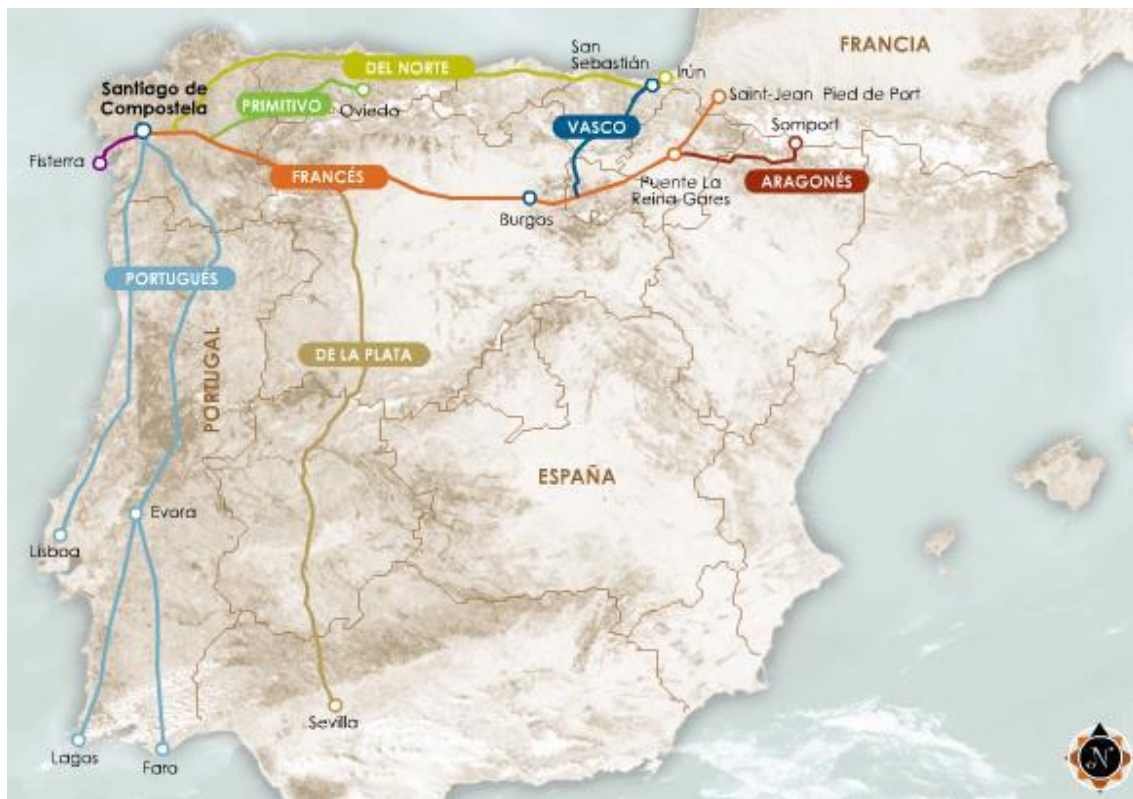 FRANCIA
San
Sebastián
Irún
DEL NORTE
Santiago de
Compostela
PRIMITIVO
Oviedo
Saint-Jean Pied de Port
VASCO
Somport
Fisterra
FRANCÉS
ARAGONÉS
Puente La
Reina-Gares
Burgos
PORTUGUÉS
PORTUGAL
DE LA PLATA
ESPAÑA
Evora
Lisboa
Sevilla
Lagos
Faro
N